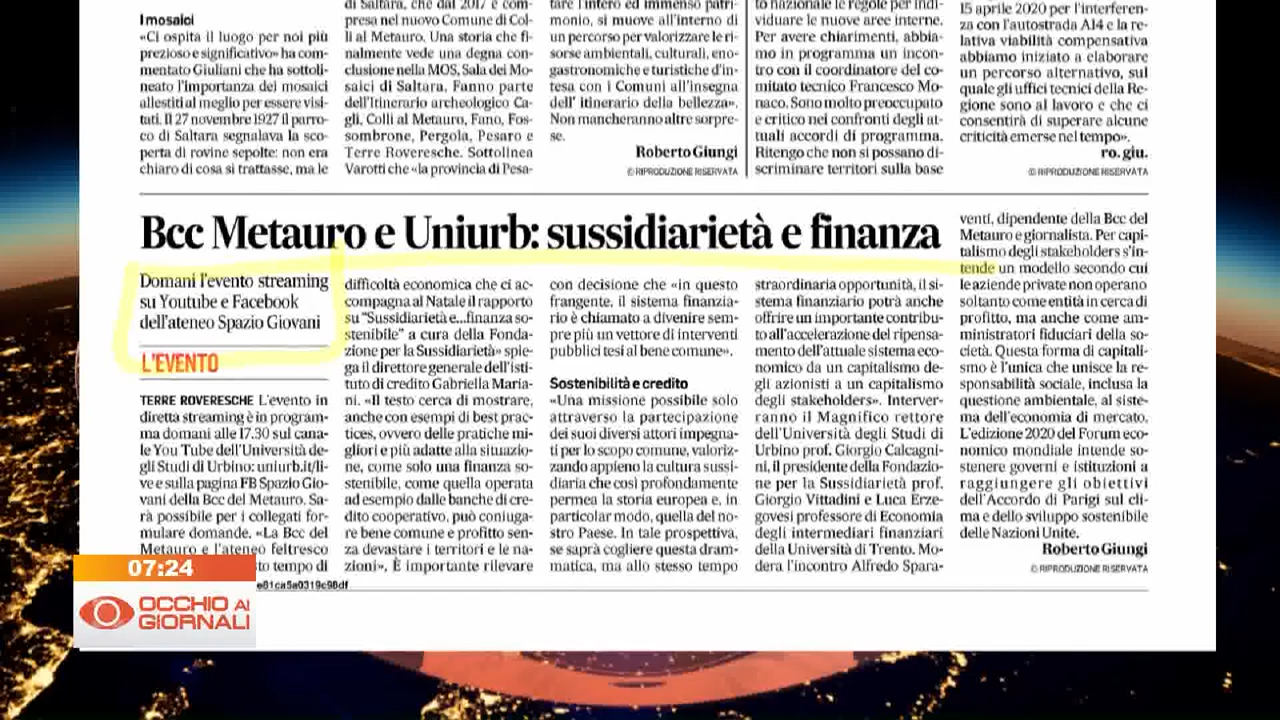 I mosaici
«Ci ospita il luogo per noi più
prezioso e significativo» ha com-
mentato Giuliani che ha sottoli-
neato l'importanza dei mosaici
allestiti al meglio per essere visi-
tati. Il 27 novembre 1927 il parro-
co di Saltara segnalava la sco-
perta di rovine sepolte: non era
chiaro di cosa si trattasse, ma le
di Saltara, che dal 2017 è com-
presa nel nuovo Comune di Col-
li al Metauro. Una storia che fi-
nalmente vede una degna con-
clusione nella MOS, Sala dei Mo-
saici di Saltara. Fanno parte
dell'Itinerario archeologico Ca-
gli, Colli al Metauro, Fano, Fos-
sombrone, Pergola, Pesaro e
Terre Roveresche. Sottolinea
Varotti che «la provincia di Pesa-
tare l'intero ed immenso patri-
monio, si muove all'interno di
un percorso per valorizzare le ri-
sorse ambientali, culturali, eno-
gastronomiche e turistiche d'in-
tesa con i Comuni all'insegna
dell' itinerario della bellezza».
Non mancheranno altre sorpre-
se.
Roberto Giungi
© RIPRODUZIONE RISERVATA
to nazionale le regole per indi-
viduare le nuove aree interne.
Per avere chiarimenti, abbia-
mo in programma un incon-
tro con il coordinatore del co-
mitato tecnico Francesco Mo-
naco. Sono molto preoccupato
e critico nei confronti degli at-
tuali accordi di programma.
Ritengo che non si possano di-
scriminare territori sulla base
15 aprile 2020 per l'interferen-
za con l'autostrada A14 e la re-
lativa viabilità compensativa
abbiamo iniziato a elaborare
un percorso alternativo, sul
quale gli uffici tecnici della Re-
gione sono al lavoro e che ci
consentirà di superare alcune
criticità emerse nel tempo».
ro. giu.
© RIPRODUZIONE RISERVATA
Bcc Metauro e Uniurb: sussidiarietà e finanza
Domani l'evento streaming
su Youtube e Facebook
dell'ateneo Spazio Giovani
L'EVENTO
TERRE ROVERESCHE L'evento in
diretta streaming è in program-
ma domani alle 17.30 sul cana-
le You Tube dell'Università de-
gli Studi di Urbino: uniurb.it/li-
ve e sulla pagina FB Spazio Gio-
vani della Bcc del Metauro. Sa-
rà possibile per i collegati for-
mulare domande. «La Bcc del
Metauro e l'ateneo feltresco
to tempo di
difficoltà economica che ci ac-
compagna al Natale il rapporto
su "Sussidiarietà e...finanza so-
stenibile" a cura della Fonda-
zione per la Sussidiarietà» spie-
ga il direttore generale dell'isti-
tuto di credito Gabriella Maria-
ni. «Il testo cerca di mostrare,
anche con esempi di best prac-
tices, ovvero delle pratiche mi-
gliori e più adatte alla situazio-
ne, come solo una finanza so-
stenibile, come quella operata
ad esempio dalle banche di cre-
dito cooperativo, può coniuga-
re bene comune e profitto sen-
za devastare i territori e le na-
zioni». È importante rilevare
con decisione che «in questo
frangente, il sistema finanzia-
rio è chiamato a divenire sem-
pre più un vettore di interventi
pubblici tesi al bene comune».
Sostenibilità e credito
«Una missione possibile solo
attraverso la partecipazione
dei suoi diversi attori impegna-
ti per lo scopo comune, valoriz-
zando appieno la cultura sussi-
diaria che così profondamente
permea la storia europea e, in
particolar modo, quella del no-
stro Paese. In tale prospettiva,
se saprà cogliere questa dram-
matica, ma allo stesso tempo
straordinaria opportunità, il si-
stema finanziario potrà anche
offrire un importante contribu-
to all'accelerazione del ripensa-
mento dell'attuale sistema eco-
nomico da un capitalismo de-
gli azionisti a un capitalismo
degli stakeholders». Interver-
ranno il Magnifico rettore
dell'Università degli Studi di
Urbino prof. Giorgio Calcagni-
ni, il presidente della Fondazio-
ne per la Sussidiarietà prof.
Giorgio Vittadini e Luca Erze-
govesi professore di Economia
degli intermediari finanziari
della Università di Trento. Mo-
dera l'incontro Alfredo Spara-
venti, dipendente della Bcc del
Metauro e giornalista. Per capi-
talismo degli stakeholders s'in-
tende un modello secondo cui
le aziende private non operano
soltanto come entità in cerca di
profitto, ma anche come am-
ministratori fiduciari della so-
cietà. Questa forma di capitali-
smo è l'unica che unisce la re-
sponsabilità sociale, inclusa la
questione ambientale, al siste-
ma dell'economia di mercato.
L'edizione 2020 del Forum eco-
nomico mondiale intende so-
stenere governi e istituzioni a
raggiungere gli obiettivi
dell'Accordo di Parigi sul cli-
ma e dello sviluppo sostenibile
delle Nazioni Unite.
Roberto Giungi
© RIPRODUZIONE RISERVATA
e81ca5a0319c98df
07:24
OCCHIO AI
GIORNALI